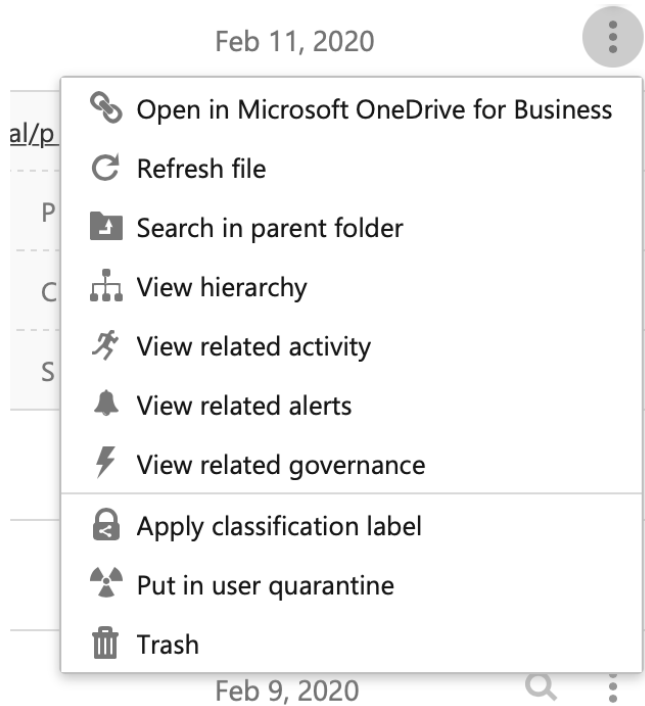 Feb 11, 2020
Open in Microsoft OneDrive for Business
al/p
Refresh file
P
Search in parent folder
C
View hierarchy
View related activity
S
View related alerts
View related governance
Apply classification label
Put in user quarantine
Trash
Feb 9, 2020